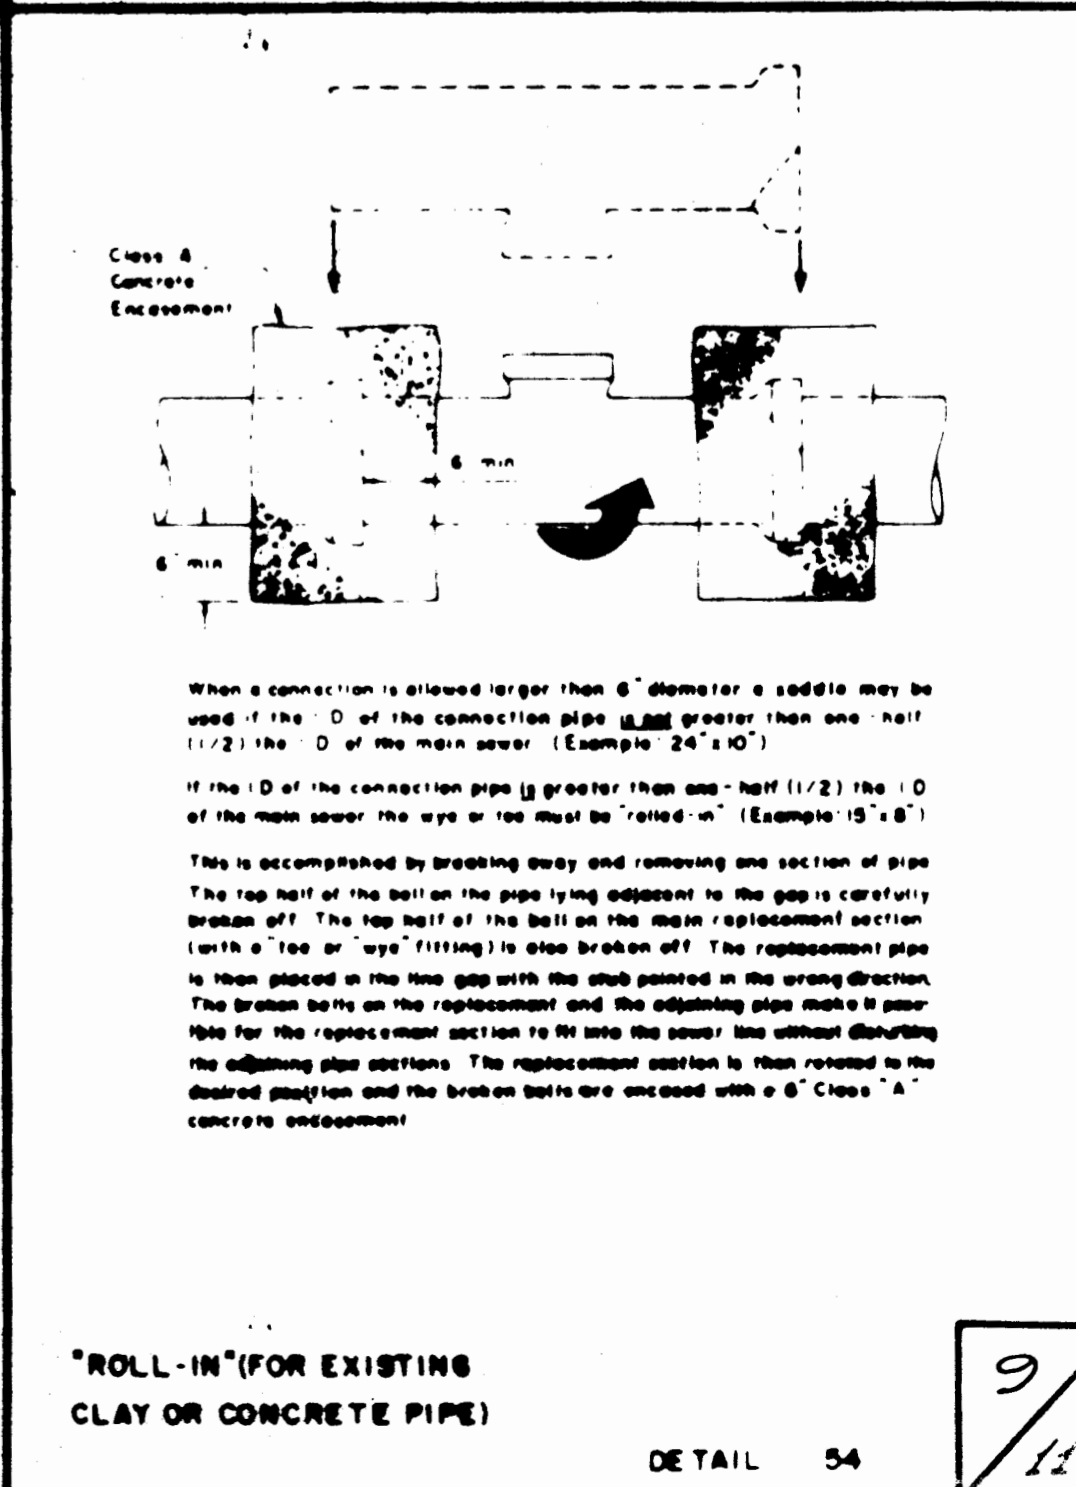 Class A
Concrete
Encasement
6" min
6" min
When a connection is allowed larger than 6" diameter a saddle may be
used if the I D of the connection pipe is not greater than one-half
(1/2) the I D of the main sewer (Example: 24"x10")
If the I D of the connection pipe is greater than one-half (1/2) the I D
of the main sewer the wye or tee must be "rolled-in" (Example: 15"x8")
This is accomplished by breaking away and removing one section of pipe
The top half of the bell on the pipe lying adjacent to the gap is carefully
broken off The top half of the bell on the main replacement section
(with a "tee or "wye" fitting) is also broken off The replacement pipe
is then placed in the line gap with the stub pointed in the wrong direction.
The broken bells on the replacement and the adjoining pipe make it poss-
ible for the replacement section to fit into the sewer line without disturbing
the adjoining pipe sections The replacement section is then rotated to the
desired position and the broken bells are encased with a 6" Class "A"
concrete encasement
"ROLL-IN"(FOR EXISTING
CLAY OR CONCRETE PIPE)
DETAIL 54
9/11